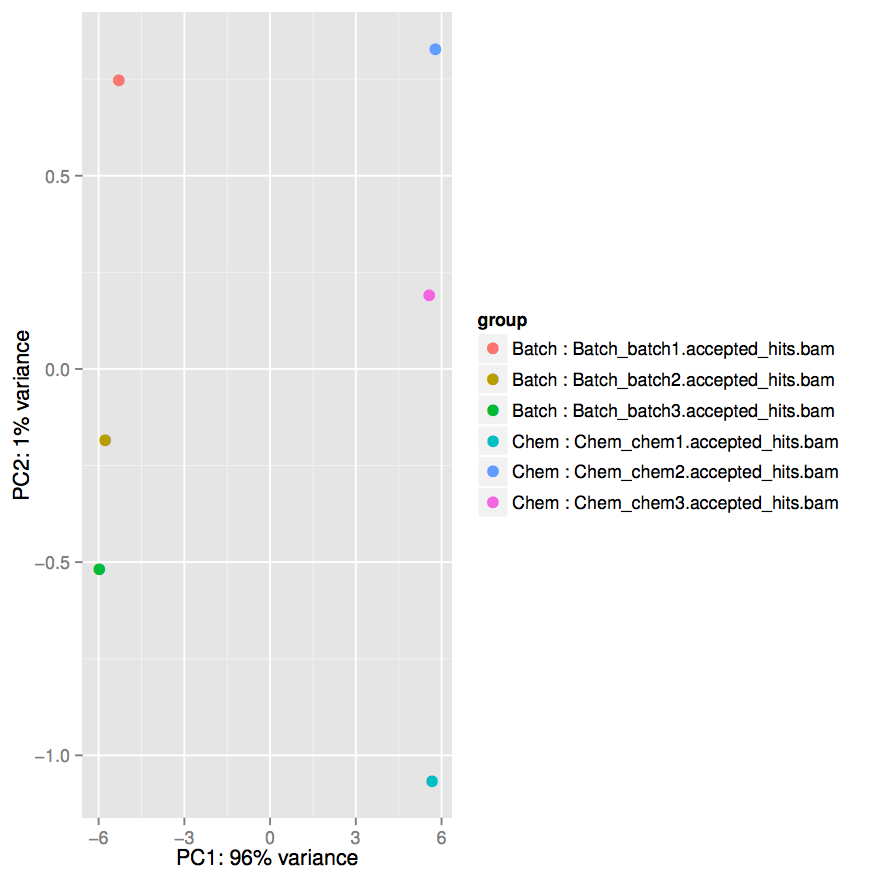 0.5
0.0
−0.5
−1.0
PC2: 1% variance
−6 −3 0 3 6
PC1: 96% variance
group
Batch : Batch_batch1.accepted_hits.bam
Batch : Batch_batch2.accepted_hits.bam
Batch : Batch_batch3.accepted_hits.bam
Chem : Chem_chem1.accepted_hits.bam
Chem : Chem_chem2.accepted_hits.bam
Chem : Chem_chem3.accepted_hits.bam